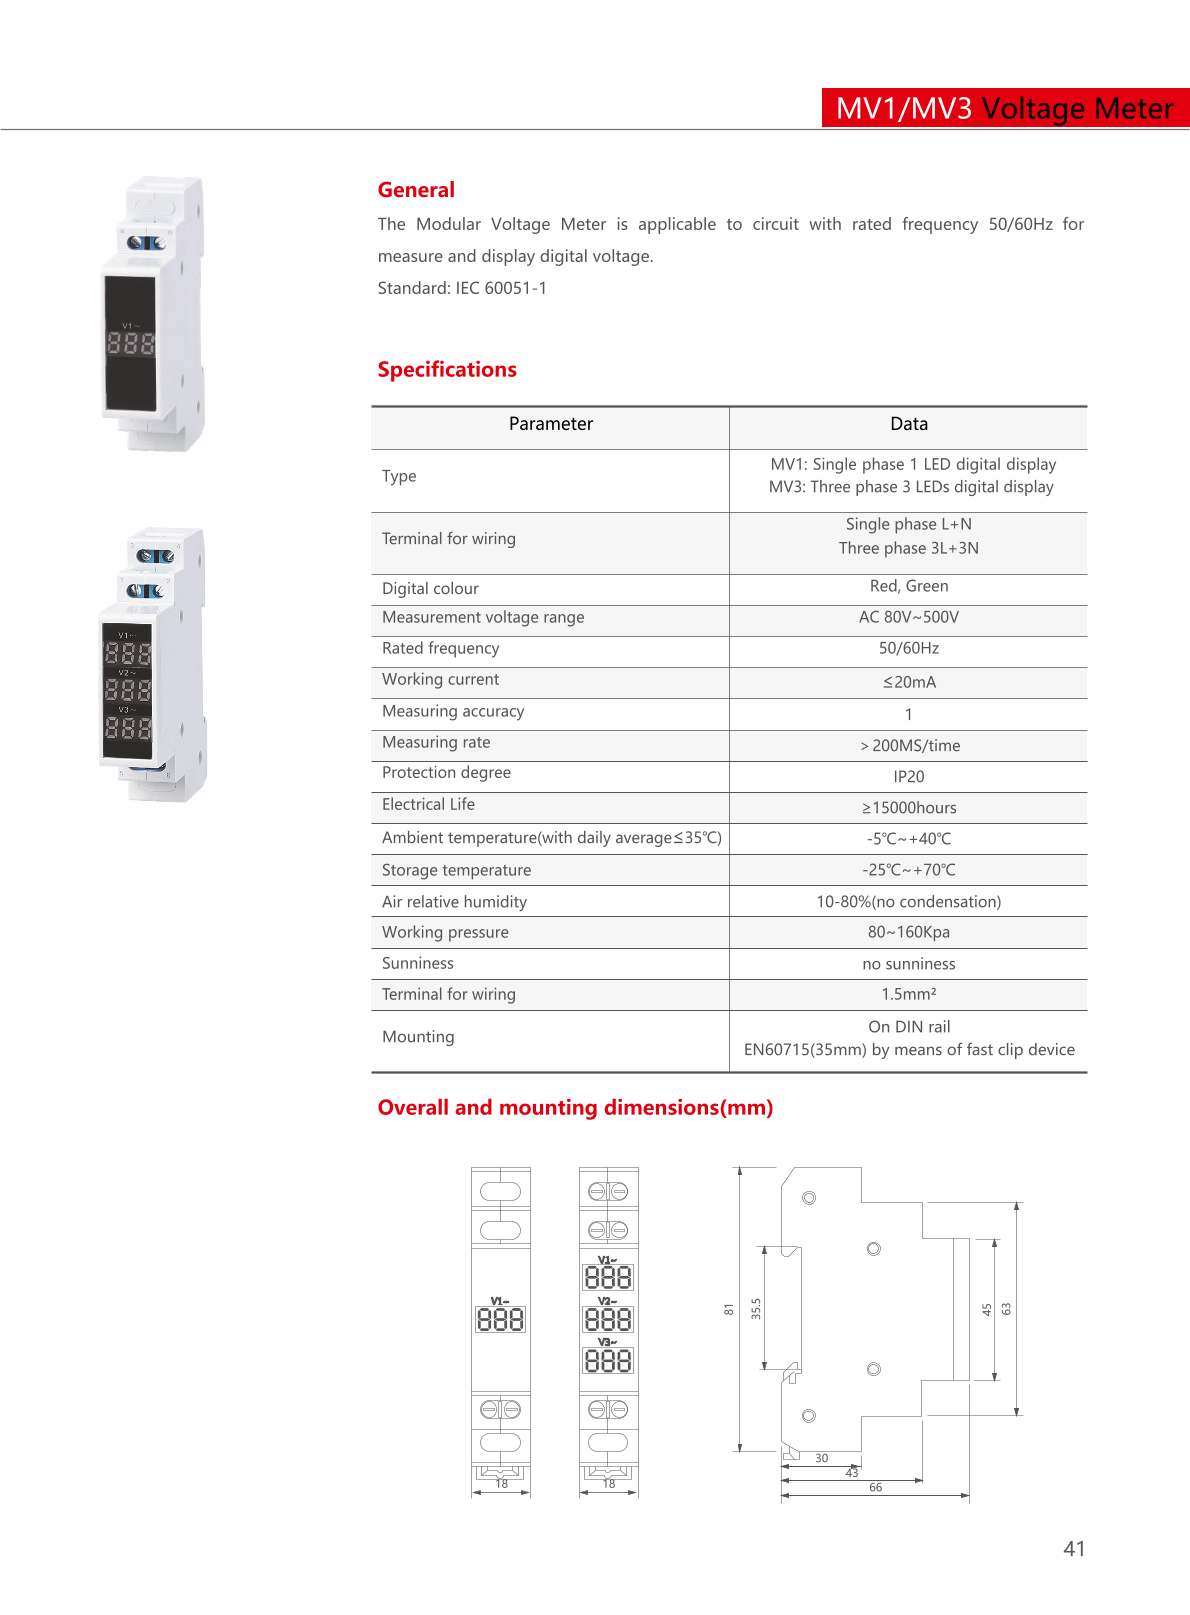 MV1/MV3 Voltage Meter
General
The Modular Voltage Meter is applicable to circuit with rated frequency 50/60Hz for
measure and display digital voltage.
Standard: IEC 60051-1
Specifications
Parameter Data
Type MV1: Single phase 1 LED digital display
MV3: Three phase 3 LEDs digital display
Terminal for wiring Single phase L+N
Three phase 3L+3N
Digital colour Red, Green
Measurement voltage range AC 80V~500V
Rated frequency 50/60Hz
Working current ≤20mA
Measuring accuracy 1
Measuring rate > 200MS/time
Protection degree IP20
Electrical Life ≥15000hours
Ambient temperature(with daily average≤35℃) -5℃~+40℃
Storage temperature -25℃~+70℃
Air relative humidity 10-80%(no condensation)
Working pressure 80~160Kpa
Sunniness no sunniness
Terminal for wiring 1.5mm²
Mounting On DIN rail
EN60715(35mm) by means of fast clip device
V1~
888
V1~
888
V2~
888
V3~
888
Overall and mounting dimensions(mm)
V1~
888
18
V1~
888
V2~
888
V3~
888
18
81
35.5
45
63
30
43
66
41